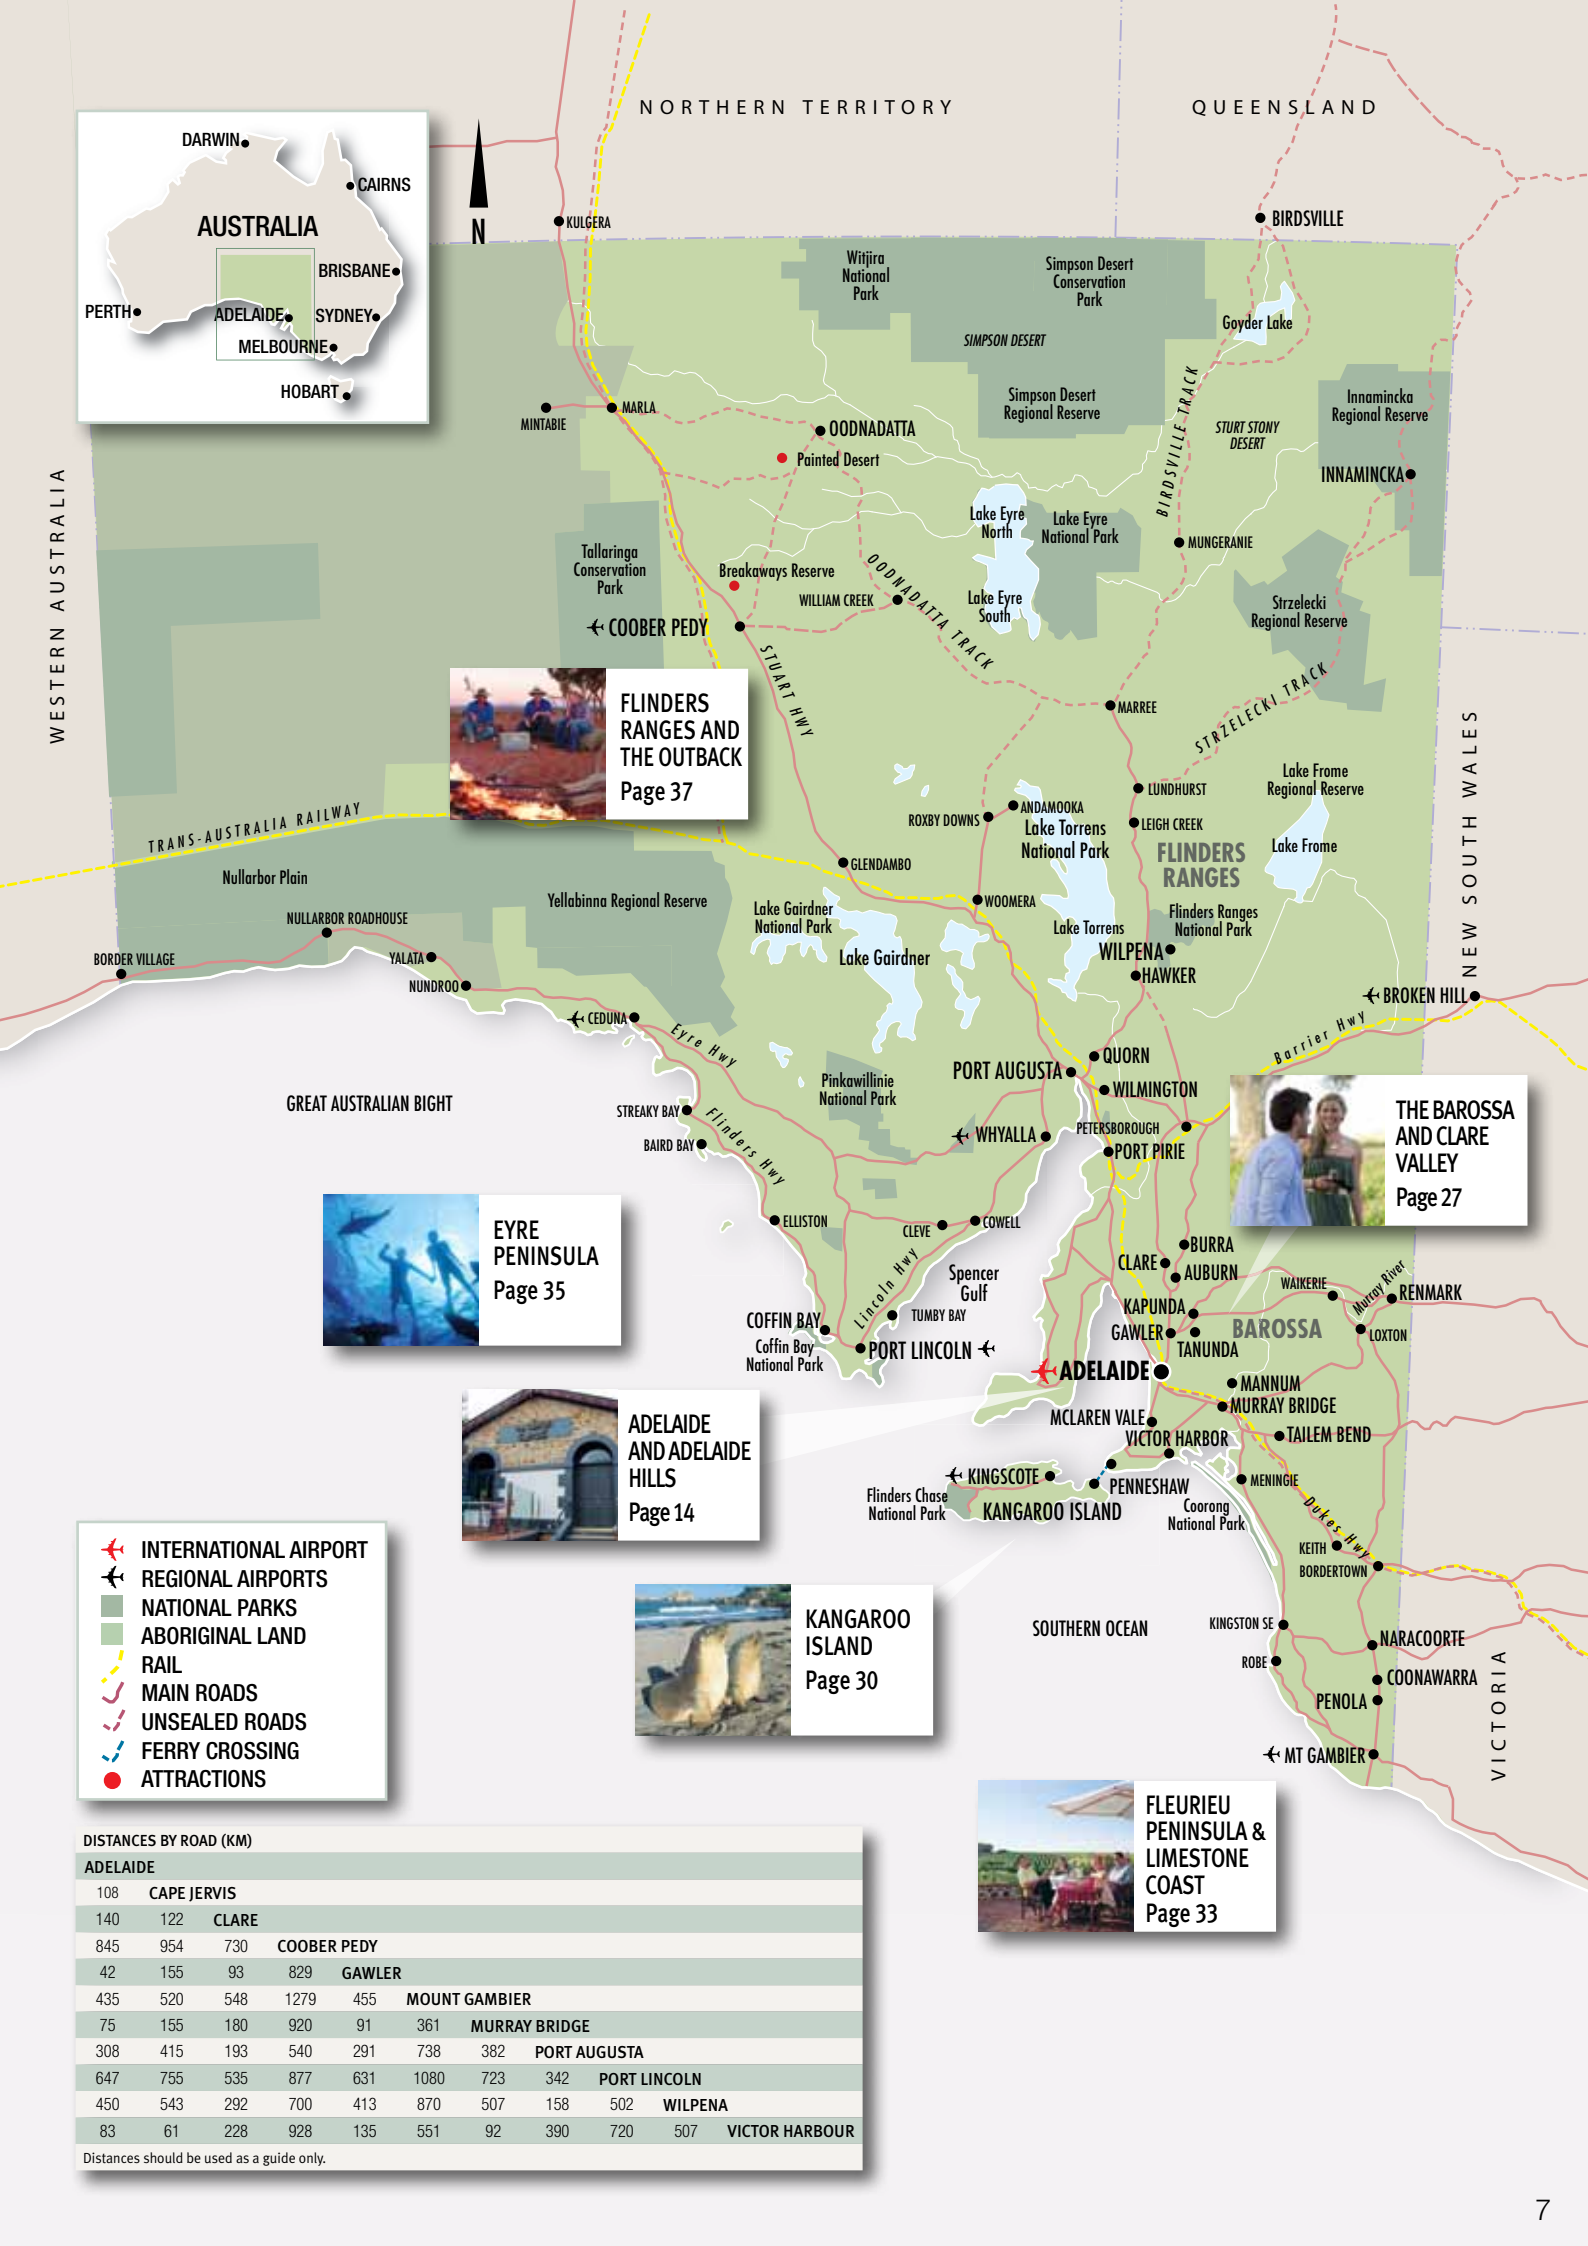 NORTHERN TERRITORY
QUEENSLAND
DARWIN
CAIRNS
AUSTRALIA
BRISBANE
PERTH
ADELAIDE
SYDNEY
MELBOURNE
HOBART
N
KULGERA
BIRDSVILLE
Witjira
National
Park
Simpson Desert
Conservation
Park
Goyder Lake
SIMPSON DESERT
Simpson Desert
Regional Reserve
BIRDSVILLE TRACK
STURT STONY
DESERT
Innamincka
Regional Reserve
MINTABIE
MARLA
OODNADATTA
Painted Desert
INNAMINCKA
WESTERN AUSTRALIA
Lake Eyre
North
Lake Eyre
National Park
MUNGERANIE
Tallaringa
Conservation
Park
Breakaways Reserve
OODNADATTA TRACK
WILLIAM CREEK
Lake Eyre
South
Strzelecki
Regional Reserve
COOBER PEDY
STUART HWY
FLINDERS
RANGES AND
THE OUTBACK
Page 37
MARREE
STRZELECKI TRACK
NEW SOUTH WALES
LUNDHURST
Lake Frome
Regional Reserve
TRANS-AUSTRALIA RAILWAY
ROXBY DOWNS
ANDAMOOKA
Lake Torrens
National Park
LEIGH CREEK
FLINDERS
RANGES
Lake Frome
GLENDAMBO
Nullarbor Plain
Yellabinna Regional Reserve
WOOMERA
Lake Gairdner
National Park
Lake Torrens
Flinders Ranges
National Park
NULLARBOR ROADHOUSE
BORDER VILLAGE
YALATA
NUNDROO
Lake Gairdner
WILPENA
HAWKER
BROKEN HILL
CEDUNA
Eyre Hwy
Barrier Hwy
QUORN
PORT AUGUSTA
WILMINGTON
Pinkawillinie
National Park
GREAT AUSTRALIAN BIGHT
STREAKY BAY
Flinders Hwy
BAIRD BAY
WHYALLA
PETERSBOROUGH
PORT PIRIE
THE BAROSSA
AND CLARE
VALLEY
Page 27
EYRE
PENINSULA
Page 35
ELLISTON
CLEVE
COWELL
BURRA
CLARE
AUBURN
Lincoln Hwy
Spencer
Gulf
WAIKERIE
Murray River
RENMARK
KAPUNDA
COFFIN BAY
TUMBY BAY
GAWLER
BAROSSA
LOXTON
TANUNDA
Coffin Bay
National Park
PORT LINCOLN
ADELAIDE
MANNUM
MURRAY BRIDGE
MCLAREN VALE
VICTOR HARBOR
TAILEM BEND
ADELAIDE
AND ADELAIDE
HILLS
Page 14
KINGSCOTE
PENNESHAW
MENINGIE
Flinders Chase
National Park
KANGAROO ISLAND
Coorong
National Park
Dukes Hwy
KEITH
BORDERTOWN
KANGAROO
ISLAND
Page 30
SOUTHERN OCEAN
KINGSTON SE
NARACOORTE
ROBE
COONAWARRA
PENOLA
VICTORIA
MT GAMBIER
FLEURIEU
PENINSULA &
LIMESTONE
COAST
Page 33
INTERNATIONAL AIRPORT
REGIONAL AIRPORTS
NATIONAL PARKS
ABORIGINAL LAND
RAIL
MAIN ROADS
UNSEALED ROADS
FERRY CROSSING
ATTRACTIONS
DISTANCES BY ROAD (KM)
ADELAIDE
108 CAPE JERVIS
140 122 CLARE
845 954 730 COOBER PEDY
42 155 93 829 GAWLER
435 520 548 1279 455 MOUNT GAMBIER
75 155 180 920 91 361 MURRAY BRIDGE
308 415 193 540 291 738 382 PORT AUGUSTA
647 755 535 877 631 1080 723 342 PORT LINCOLN
450 543 292 700 413 870 507 158 502 WILPENA
83 61 228 928 135 551 92 390 720 507 VICTOR HARBOUR
Distances should be used as a guide only.
7